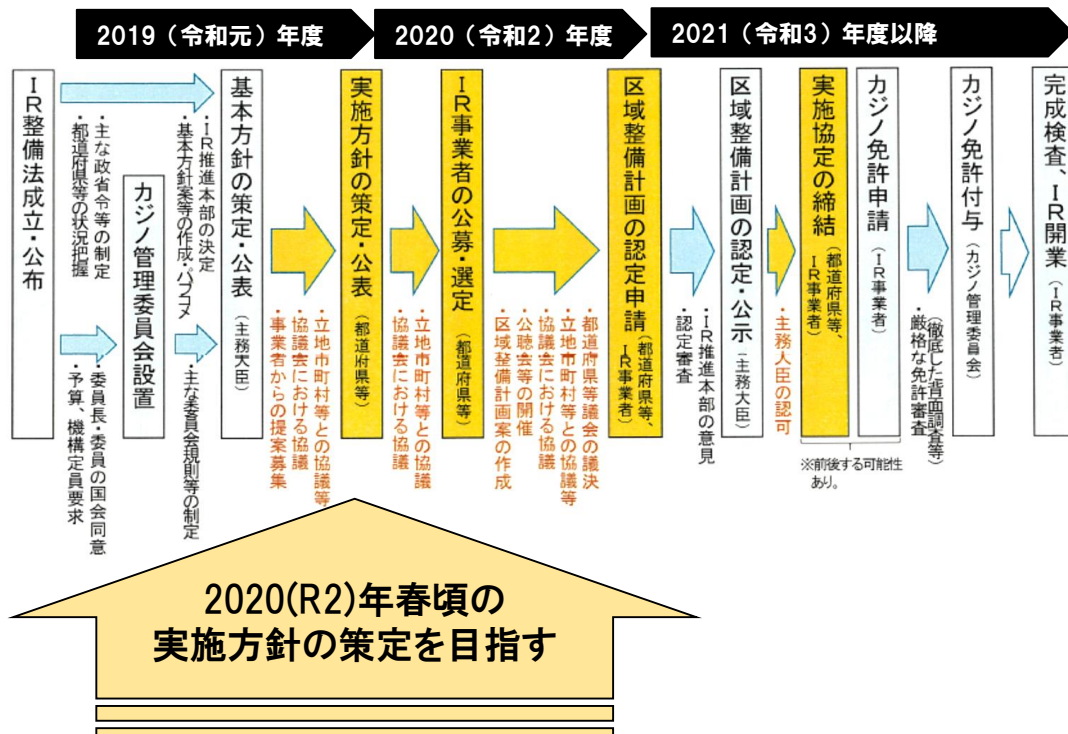 2019（令和元）年度
2020（令和2）年度
2021（令和3）年度以降
IR整備法成立・公布
・主な政省令等の制定
・都道府県等の状況把握
・委員長・委員の国会同意
・予算、機構定員要求
カジノ管理委員会設置
・IR推進本部の決定
・基本方針案等の作成・パブコメ
・主な委員会規則等の制定
基本方針の策定・公表（主務大臣）
・立地市町村等との協議等
・協議会における協議
・事業者からの提案募集
実施方針の策定・公表（都道府県等）
・立地市町村等との協議
・協議会における協議
IR事業者の公募・選定（都道府県等）
・都道府県等議会の議決
・立地市町村等との協議等
・協議会における協議
・公聴会等の開催
・区域整備計画案の作成
区域整備計画の認定申請（都道府県等、
IR事業者）
・IR推進本部の意見
・認定審査
区域整備計画の認定・公示（主務大臣）
・主務大臣の認可
実施協定の締結（都道府県等、
IR事業者）
カジノ免許申請（IR事業者）
※前後する可能性
あり。
（徹底した背面調査等）
・厳格な免許審査
カジノ免許付与（カジノ管理委員会）
完成検査、IR開業（IR事業者）
2020(R2)年春頃の
実施方針の策定を目指す